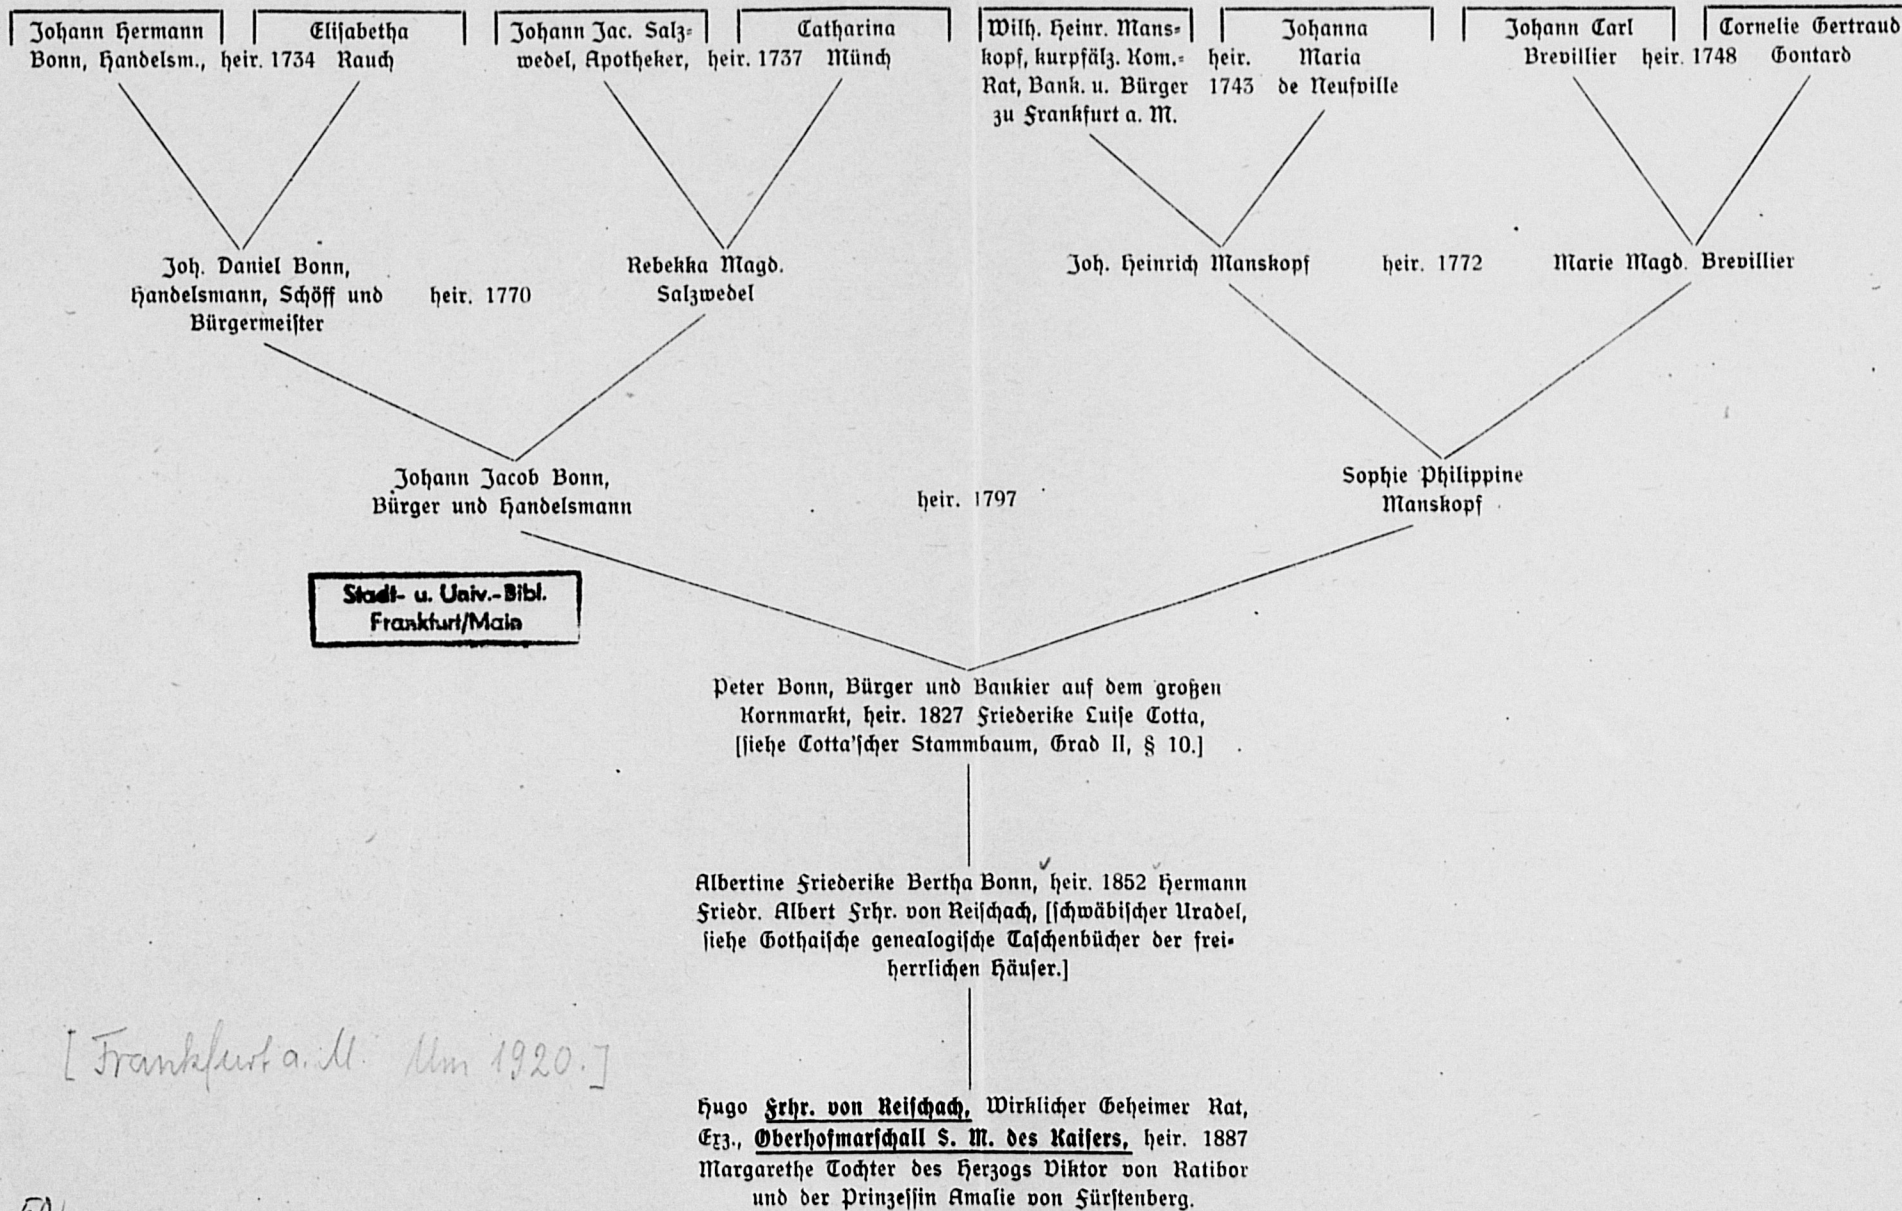 Johann Hermann
Bonn, Handelsm., heir. 1734
Elisabetha
Rauch
Johann Jac. Salz=
wedel, Apotheker, heir. 1737
Catharina
Münch
Wilh. Heinr. Mans=
kopf, kurpfälz. Kom.=
Rat, Bank. u. Bürger
zu Frankfurt a. M.
heir.
1743
Johanna
Maria
de Neufville
Johann Carl
Brevillier heir. 1748
Cornelie Gertraud
Gontard
Joh. Daniel Bonn,
Handelsmann, Schöff und
Bürgermeister
heir. 1770
Rebekka Magd.
Salzwedel
Joh. Heinrich Manskopf heir. 1772 Marie Magd. Brevillier
Johann Jacob Bonn,
Bürger und Handelsmann
heir. 1797
Sophie Philippine
Manskopf
Stadt- u. Univ.-Bibl.
Frankfurt/Main
Peter Bonn, Bürger und Bankier auf dem großen
Kornmarkt, heir. 1827 Friederike Luise Cotta,
[siehe Cotta'scher Stammbaum, Grad II, § 10.]
Albertine Friederike Bertha Bonn, heir. 1852 Hermann
Friedr. Albert Frhr. von Reischach, [schwäbischer Uradel,
siehe Gothaische genealogische Taschenbücher der frei=
herrlichen Häuser.]
[Frankfurt a. M. Um 1920.]
Hugo Frhr. von Reischach, Wirklicher Geheimer Rat,
Exz., Oberhofmarschall S. M. des Kaisers, heir. 1887
Margarethe Tochter des Herzogs Viktor von Ratibor
und der Prinzessin Amalie von Fürstenberg.